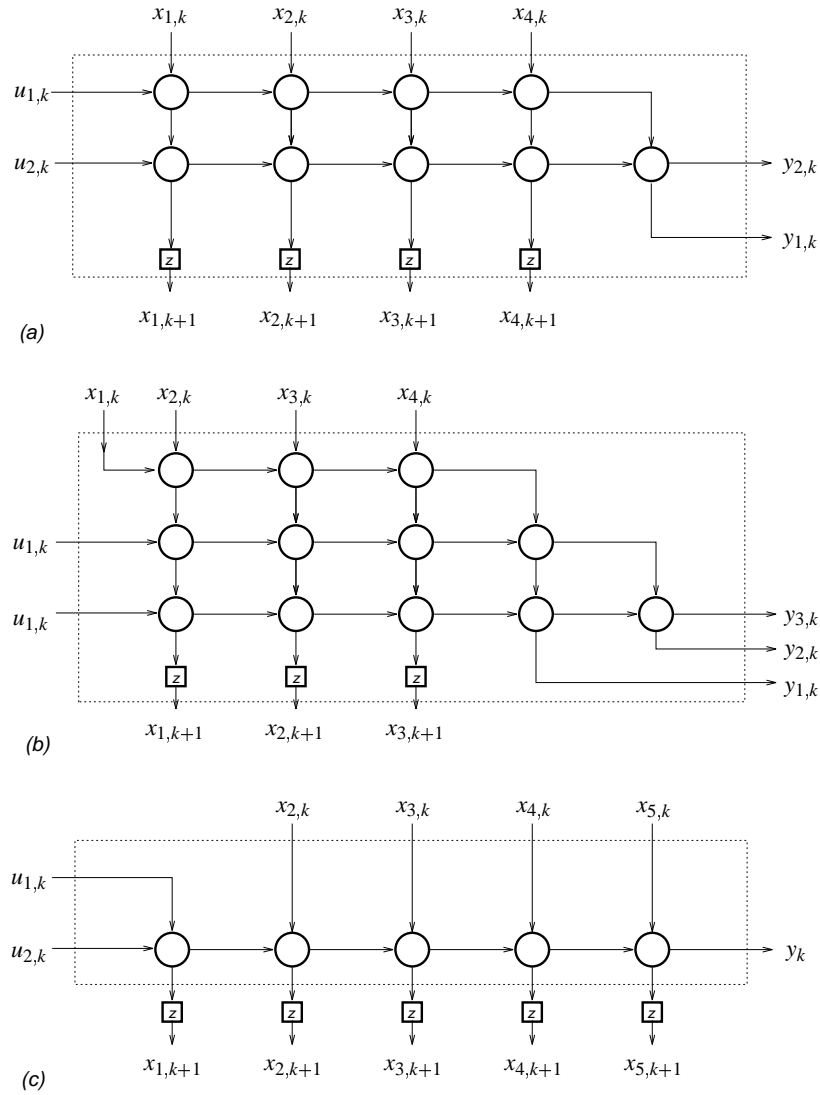 x1,k x2,k x3,k x4,k
u1,k
u2,k
y2,k
y1,k
z z z z
x1,k+1 x2,k+1 x3,k+1 x4,k+1
(a)
x1,k x2,k x3,k x4,k
u1,k
u1,k
y3,k
y2,k
y1,k
z z z
x1,k+1 x2,k+1 x3,k+1
(b)
x2,k x3,k x4,k x5,k
u1,k
u2,k
yk
z z z z z
x1,k+1 x2,k+1 x3,k+1 x4,k+1 x5,k+1
(c)